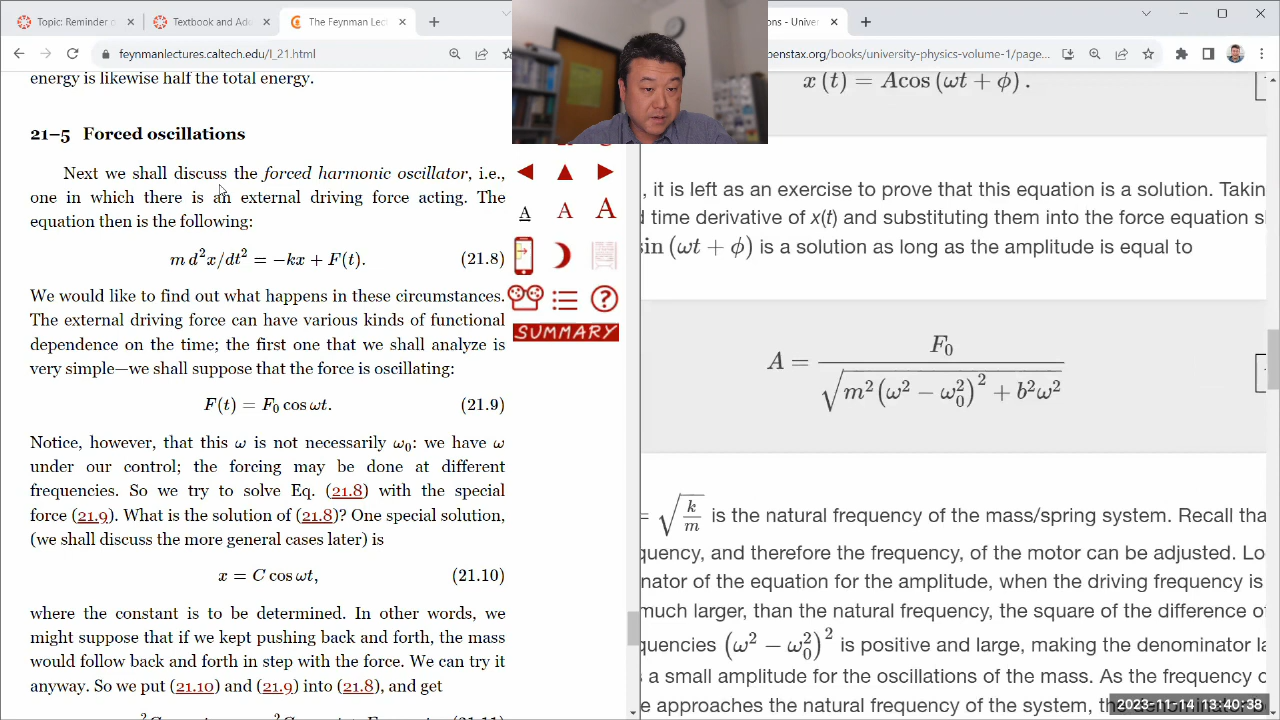 Topic Reminder
Textbook and Ado
The Feynman Lec
ons - Univer
feynmanlectures.caltech.edu/I_21.html
penstax.org/books/university-physics-volume-1/page...
energy is likewise half the total energy.
21–5 Forced oscillations
Next we shall discuss the forced harmonic oscillator, i.e.,
one in which there is an external driving force acting. The
equation then is the following:
m d²x/dt² = −kx + F(t). (21.8)
We would like to find out what happens in these circumstances.
The external driving force can have various kinds of functional
dependence on the time; the first one that we shall analyze is
very simple—we shall suppose that the force is oscillating:
F(t) = F₀ cos ωt. (21.9)
Notice, however, that this ω is not necessarily ω₀: we have ω
under our control; the forcing may be done at different
frequencies. So we try to solve Eq. (21.8) with the special
force (21.9). What is the solution of (21.8)? One special solution,
(we shall discuss the more general cases later) is
x = C cos ωt, (21.10)
where the constant is to be determined. In other words, we
might suppose that if we kept pushing back and forth, the mass
would follow back and forth in step with the force. We can try it
anyway. So we put (21.10) and (21.9) into (21.8), and get
A A A
?
SUMMARY
x (t) = Acos (ωt + ϕ) .
, it is left as an exercise to prove that this equation is a solution. Takin
d time derivative of x(t) and substituting them into the force equation s
sin (ωt + ϕ) is a solution as long as the amplitude is equal to
A = F₀ / √(m²(ω² − ω₀²)² + b²ω²)
= √(k/m) is the natural frequency of the mass/spring system. Recall tha
quency, and therefore the frequency, of the motor can be adjusted. Lo
nator of the equation for the amplitude, when the driving frequency is
much larger, than the natural frequency, the square of the difference of
quencies (ω² − ω₀²)² is positive and large, making the denominator la
s a small amplitude for the oscillations of the mass. As the frequency o
e approaches the natural frequency of the system, the
2023-11-14 13:40:38